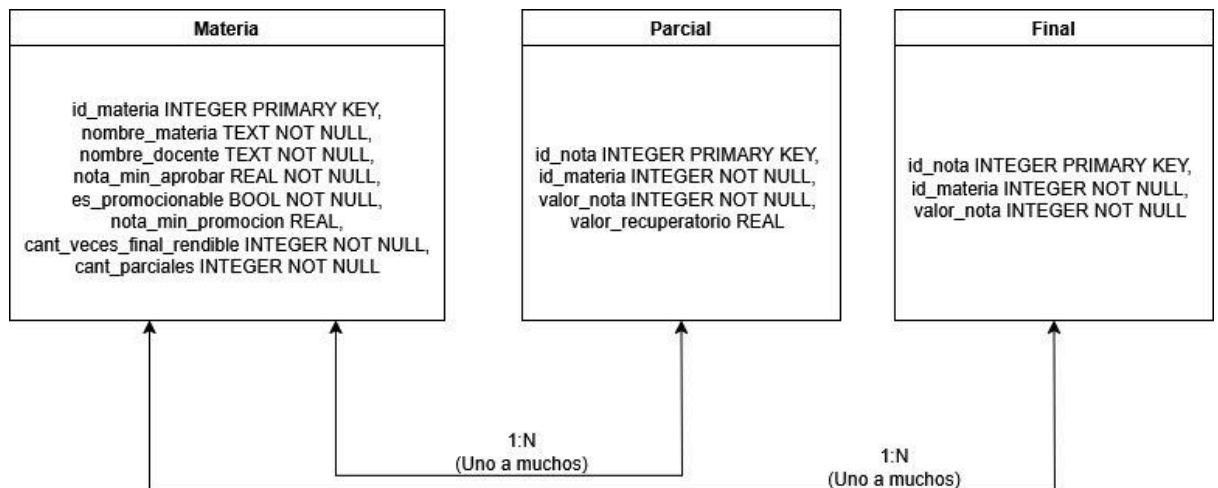 Materia
id_materia INTEGER PRIMARY KEY,
nombre_materia TEXT NOT NULL,
nombre_docente TEXT NOT NULL,
nota_min_aprobar REAL NOT NULL,
es_promocionable BOOL NOT NULL,
nota_min_promocion REAL,
cant_veces_final_rendible INTEGER NOT NULL,
cant_parciales INTEGER NOT NULL
Parcial
id_nota INTEGER PRIMARY KEY,
id_materia INTEGER NOT NULL,
valor_nota INTEGER NOT NULL,
valor_recuperatorio REAL
Final
id_nota INTEGER PRIMARY KEY,
id_materia INTEGER NOT NULL,
valor_nota INTEGER NOT NULL
1:N
(Uno a muchos)
1:N
(Uno a muchos)